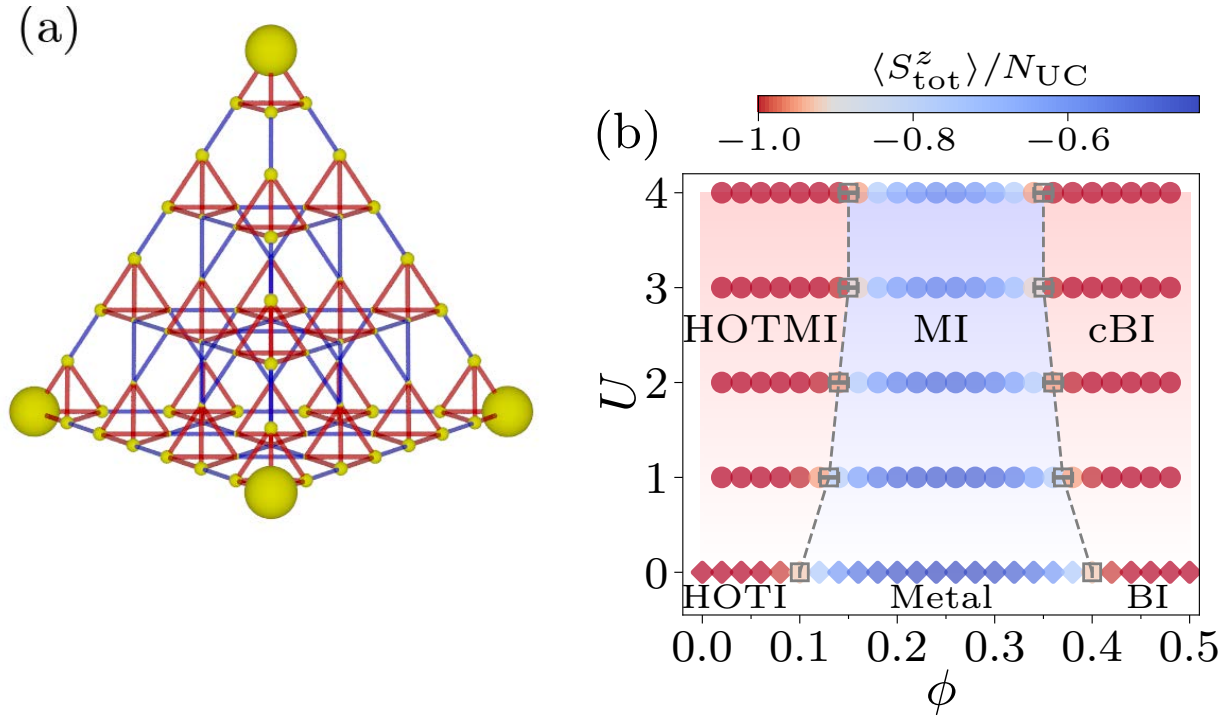 (a)
(b)
⟨S^z_tot⟩/N_UC
−1.0 −0.8 −0.6
U
4
3
HOTMI MI cBI
2
1
0
HOTI Metal BI
0.0 0.1 0.2 0.3 0.4 0.5
ϕ